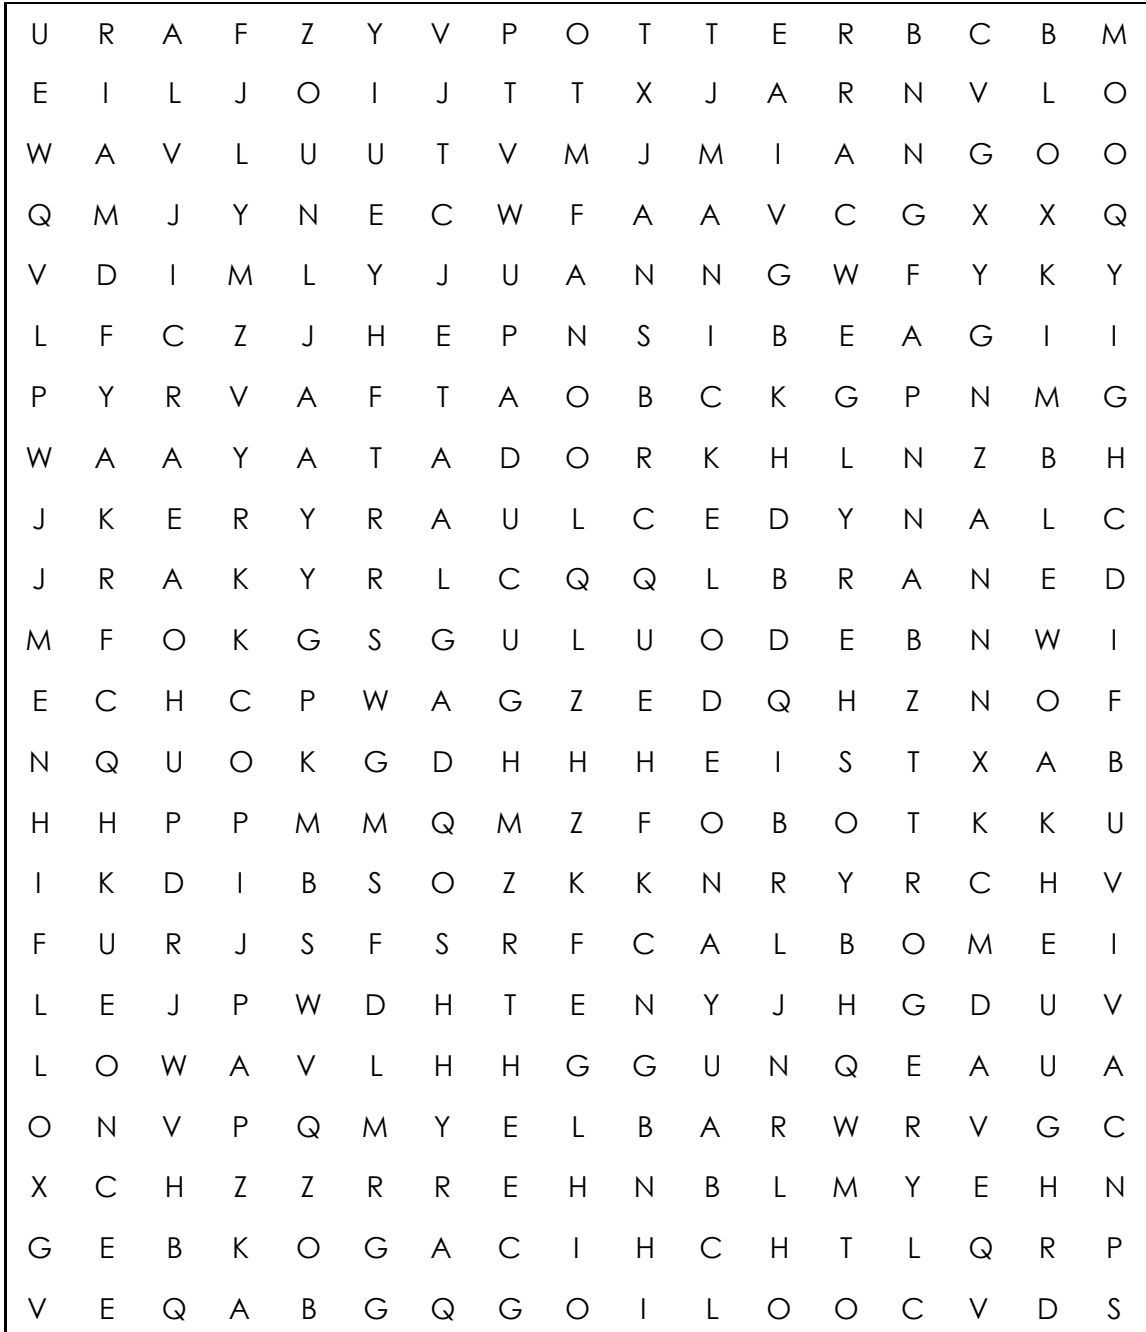 U R A F Z Y V P O T T E R B C B M
E I L J O I J T T X J A R N V L O
W A V L U U T V M J M I A N G O O
Q M J Y N E C W F A A V C G X X Q
V D I M L Y J U A N N G W F Y K Y
L F C Z J H E P N S I B E A G I I
P Y R V A F T A O B C K G P N M G
W A A Y A T A D O R K H L N Z B H
J K E R Y R A U L C E D Y N A L C
J R A K Y R L C Q Q L B R A N E D
M F O K G S G U L U O D E B N W I
E C H C P W A G Z E D Q H Z N O F
N Q U O K G D H H H E I S T X A B
H H P P M M Q M Z F O B O T K K U
I K D I B S O Z K K N R Y R C H V
F U R J S F S R F C A L B O M E I
L E J P W D H T E N Y J H G D U V
L O W A V L H H G G U N Q E A U A
O N V P Q M Y E L B A R W R V G C
X C H Z Z R R E H N B L M Y E H N
G E B K O G A C I H C H T L Q R P
V E Q A B G Q G O I L O O C V D S